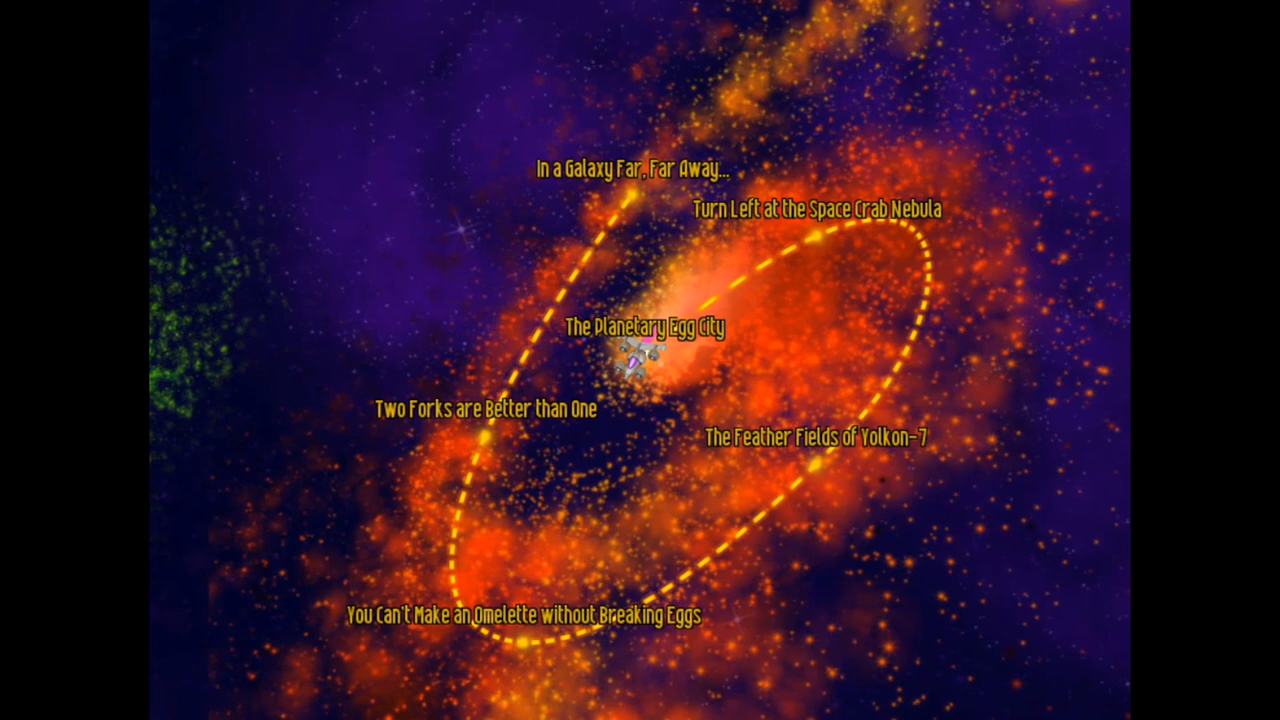 In a Galaxy Far, Far Away...
Turn Left at the Space Crab Nebula
The Planetary Egg City
Two Forks are Better than One
The Feather Fields of Yolkon-7
You Can't Make an Omelette without Breaking Eggs